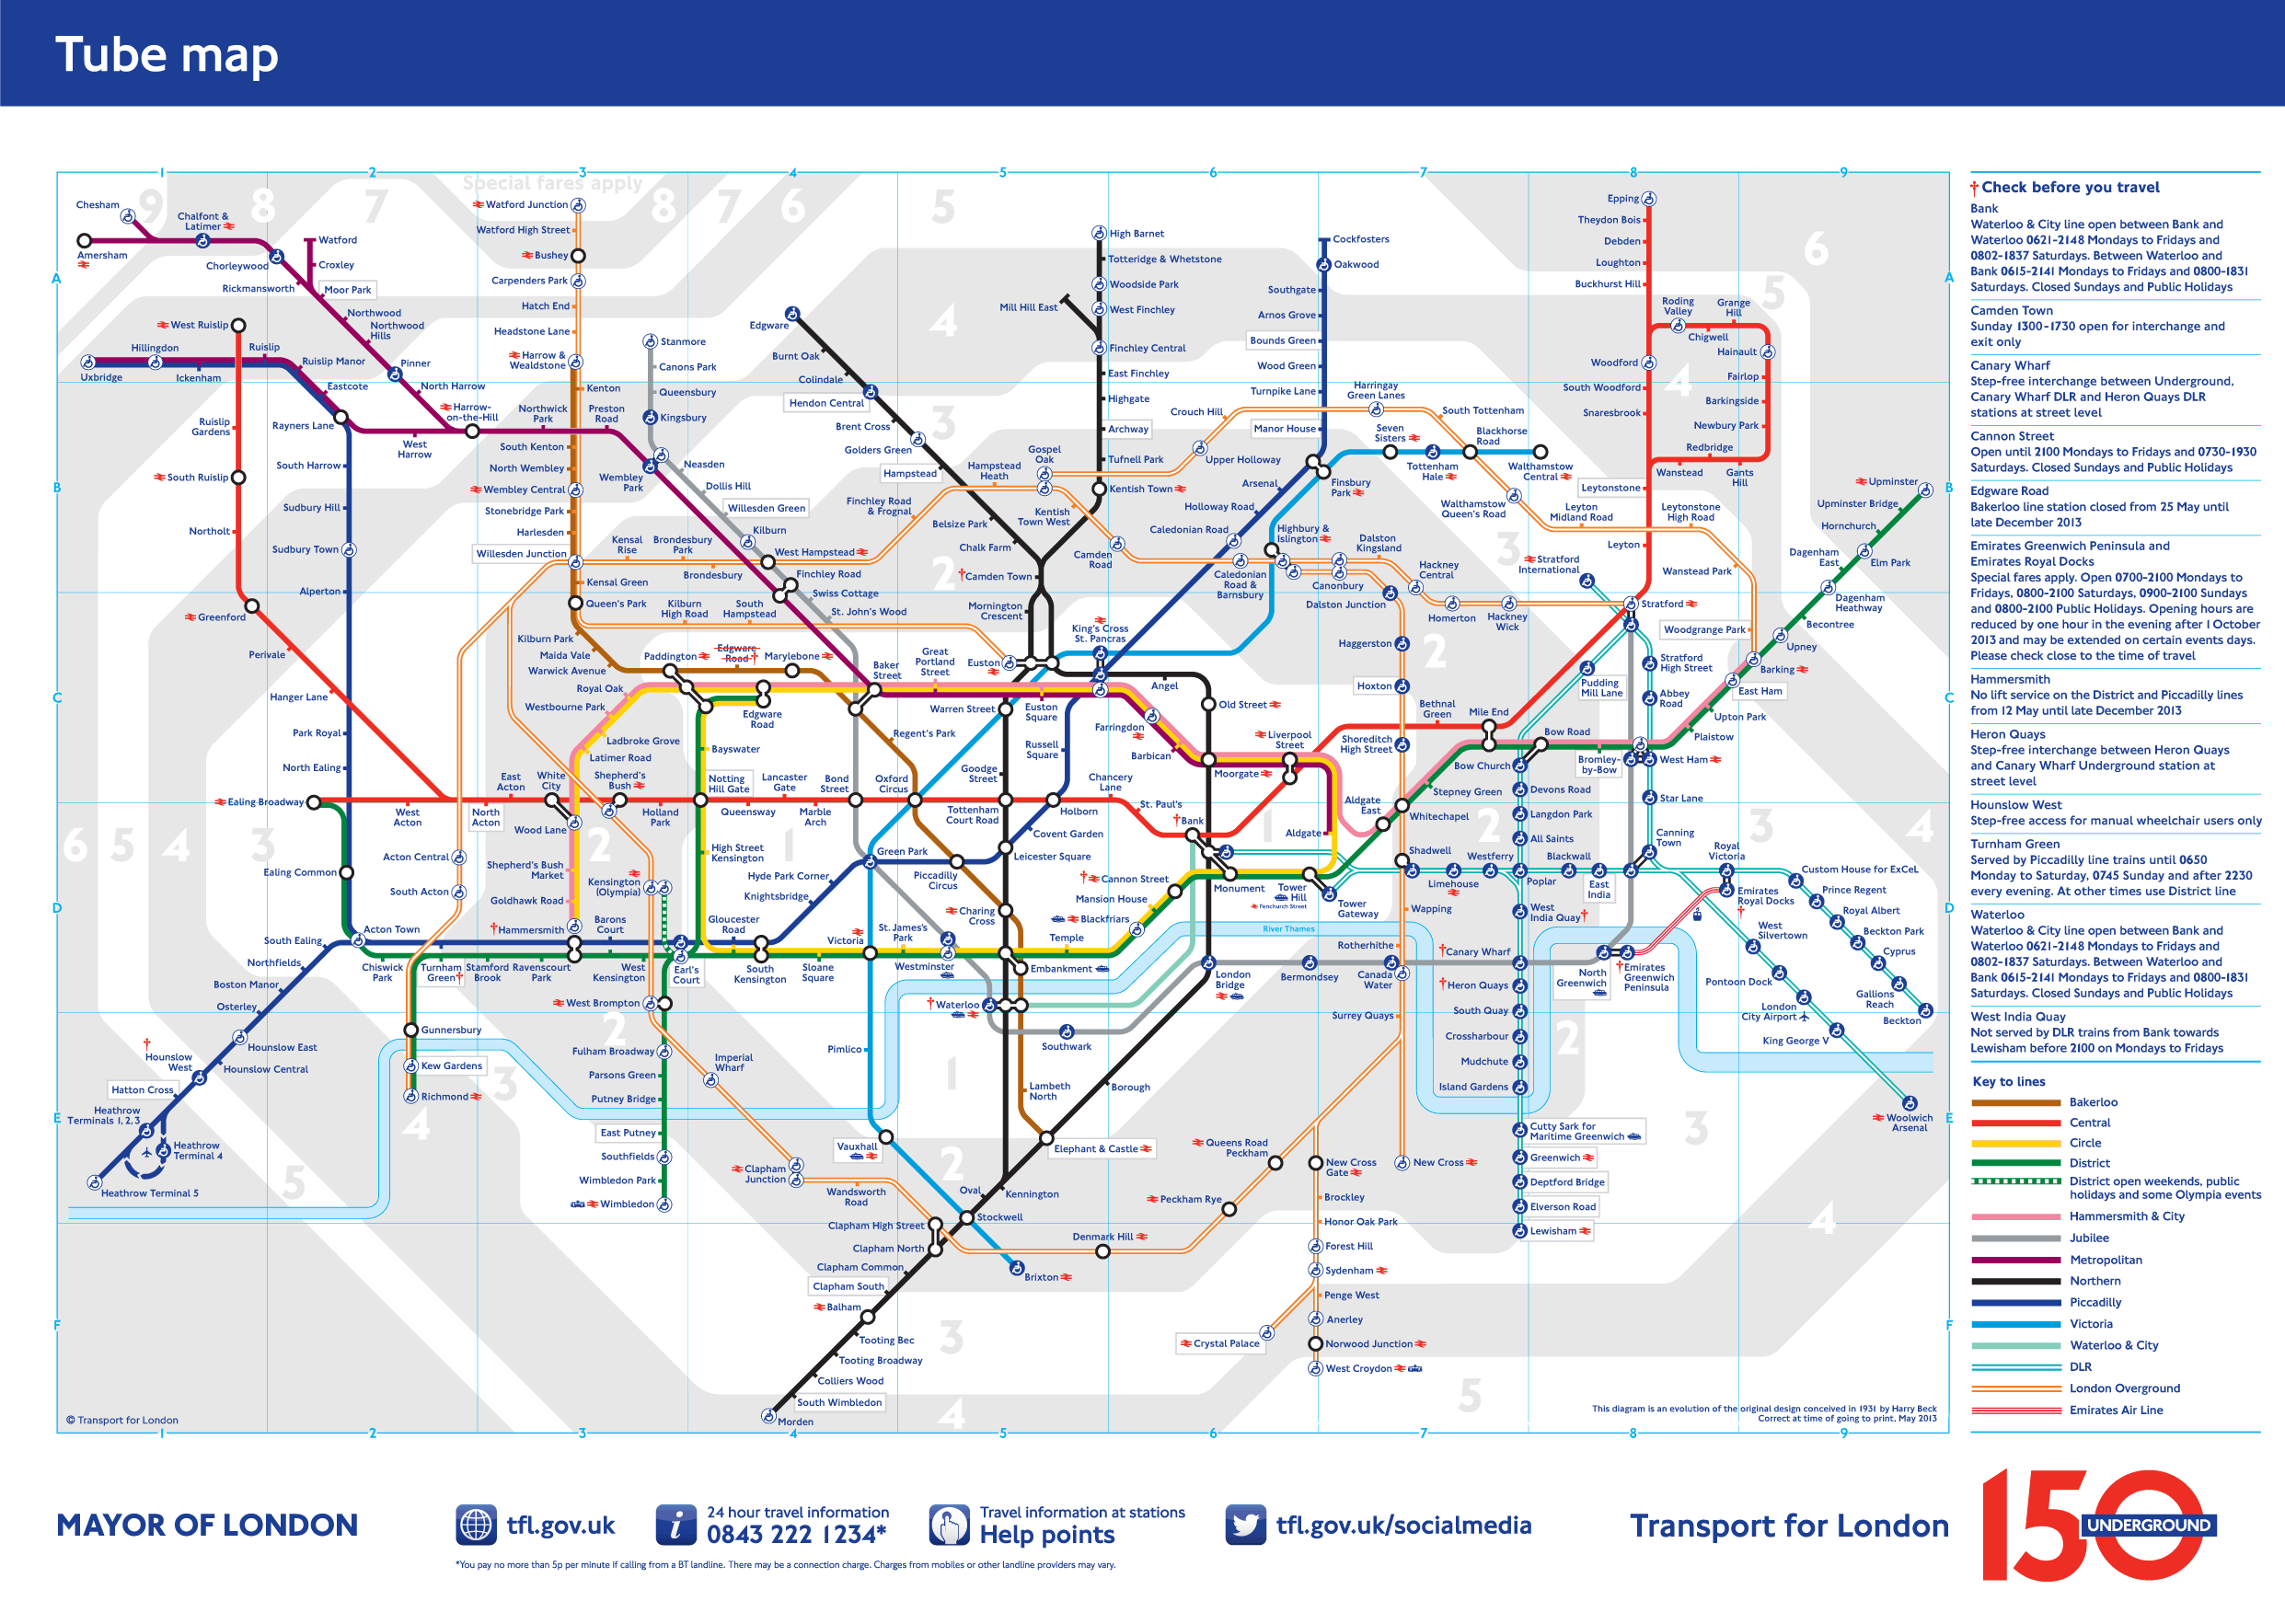 Tube map
Special fares apply
1
2
3
4
5
6
7
8
9
A
B
C
D
E
F
9
8
7
8
7
6
5
6
5
4
Chesham
Chalfont &
Latimer
Amersham
Chorleywood
Rickmansworth
Watford
Croxley
Moor Park
Northwood
Northwood
Hills
Pinner
North Harrow
Harrow-
on-the-Hill
West Ruislip
Hillingdon
Ruislip
Ruislip Manor
Uxbridge
Ickenham
Eastcote
Rayners Lane
West
Harrow
Northwick
Park
Preston
Road
Ruislip
Gardens
South Ruislip
Northolt
Greenford
Perivale
Hanger Lane
South Harrow
Sudbury Hill
Sudbury Town
Alperton
Park Royal
North Ealing
Ealing Broadway
West
Acton
North
Acton
East
Acton
White
City
Shepherd's
Bush
Holland
Park
Wood Lane
Watford Junction
Watford High Street
Bushey
Carpenders Park
Hatch End
Headstone Lane
Harrow &
Wealdstone
Kenton
South Kenton
North Wembley
Wembley Central
Stonebridge Park
Harlesden
Willesden Junction
Kensal Green
Queen's Park
Kilburn Park
Maida Vale
Warwick Avenue
Royal Oak
Westbourne Park
Ladbroke Grove
Latimer Road
Stanmore
Canons Park
Queensbury
Kingsbury
Wembley
Park
Neasden
Dollis Hill
Willesden Green
Kilburn
West Hampstead
Finchley Road
Swiss Cottage
St. John's Wood
Kensal
Rise
Brondesbury
Park
Brondesbury
Kilburn
High Road
South
Hampstead
Paddington
Edgware
Road†
Marylebone
Baker
Street
Great
Portland
Street
Edgware
Road
Edgware
Burnt Oak
Colindale
Hendon Central
Brent Cross
Golders Green
Hampstead
Hampstead
Heath
Finchley Road
& Frognal
Belsize Park
Chalk Farm
†Camden Town
Mornington
Crescent
Euston
High Barnet
Totteridge & Whetstone
Woodside Park
Mill Hill East
West Finchley
Finchley Central
East Finchley
Highgate
Archway
Tufnell Park
Gospel
Oak
Kentish Town
Kentish
Town West
Camden
Road
Caledonian
Road &
Barnsbury
King's Cross
St. Pancras
Angel
Old Street
Cockfosters
Oakwood
Southgate
Arnos Grove
Bounds Green
Wood Green
Turnpike Lane
Manor House
Harringay
Green Lanes
Crouch Hill
Upper Holloway
South Tottenham
Seven
Sisters
Blackhorse
Road
Tottenham
Hale
Walthamstow
Central
Finsbury
Park
Arsenal
Holloway Road
Caledonian Road
Highbury &
Islington
Canonbury
Dalston
Kingsland
Dalston Junction
Hackney
Central
Homerton
Hackney
Wick
Haggerston
Hoxton
Shoreditch
High Street
Walthamstow
Queen's Road
Leyton
Midland Road
Leytonstone
High Road
Wanstead Park
Woodgrange Park
Epping
Theydon Bois
Debden
Loughton
Buckhurst Hill
Roding
Valley
Grange
Hill
Chigwell
Hainault
Woodford
South Woodford
Snaresbrook
Fairlop
Barkingside
Newbury Park
Redbridge
Wanstead
Gants
Hill
Leytonstone
Leyton
Stratford
International
Stratford
Stratford
High Street
Pudding
Mill Lane
Abbey
Road
Upminster
Upminster Bridge
Hornchurch
Elm Park
Dagenham
East
Dagenham
Heathway
Becontree
Upney
Barking
East Ham
Upton Park
Plaistow
West Ham
Bromley-
by-Bow
Bow Road
Bow Church
Mile End
Bethnal
Green
Stepney Green
Whitechapel
Aldgate
East
Aldgate
Liverpool
Street
Moorgate
Barbican
Farringdon
Euston
Square
Warren Street
Regent's Park
Goodge
Street
Russell
Square
Bayswater
Notting
Hill Gate
Lancaster
Gate
Queensway
Marble
Arch
Bond
Street
Oxford
Circus
Tottenham
Court Road
Holborn
Chancery
Lane
St. Paul's
†Bank
Covent Garden
Leicester Square
Piccadilly
Circus
Green Park
Hyde Park Corner
Knightsbridge
High Street
Kensington
Acton Central
South Acton
Ealing Common
South Ealing
Acton Town
Northfields
Boston Manor
Osterley
Hounslow East
Hounslow Central
†
Hounslow
West
Hatton Cross
Heathrow
Terminals 1, 2, 3
Heathrow
Terminal 4
Heathrow Terminal 5
Chiswick
Park
Turnham
Green†
Stamford
Brook
Ravenscourt
Park
†Hammersmith
Barons
Court
West
Kensington
Earl's
Court
Shepherd's Bush
Market
Goldhawk Road
Kensington
(Olympia)
Gloucester
Road
South
Kensington
Sloane
Square
Victoria
St. James's
Park
Westminster
Charing
Cross
Embankment
Temple
†Blackfriars
Mansion House
†Cannon Street
Monument
Tower
Hill
Fenchurch Street
Tower
Gateway
Shadwell
Limehouse
Westferry
Poplar
Blackwall
East
India
Canning
Town
Star Lane
Devons Road
Langdon Park
All Saints
Royal
Victoria
Custom House for ExCeL
Prince Regent
Royal Albert
Beckton Park
Cyprus
Gallions
Reach
Beckton
Emirates
Royal Docks
†
West
Silvertown
Pontoon Dock
London
City Airport
King George V
Woolwich
Arsenal
†Emirates
Greenwich
Peninsula
North
Greenwich
West
India Quay†
†Canary Wharf
†Heron Quays
South Quay
Crossharbour
Mudchute
Island Gardens
Cutty Sark for
Maritime Greenwich
Greenwich
Deptford Bridge
Elverson Road
Lewisham
River Thames
Wapping
Rotherhithe
Canada
Water
Bermondsey
London
Bridge
Surrey Quays
†Waterloo
Southwark
Lambeth
North
Borough
Elephant & Castle
Kennington
Oval
Stockwell
Brixton
Pimlico
Vauxhall
Gunnersbury
Kew Gardens
Richmond
West Brompton
Fulham Broadway
Parsons Green
Putney Bridge
East Putney
Southfields
Wimbledon Park
Wimbledon
Imperial
Wharf
Clapham
Junction
Wandsworth
Road
Clapham High Street
Clapham North
Clapham Common
Clapham South
Balham
Tooting Bec
Tooting Broadway
Colliers Wood
South Wimbledon
Morden
Denmark Hill
Peckham Rye
Queens Road
Peckham
New Cross
Gate
New Cross
Brockley
Honor Oak Park
Forest Hill
Sydenham
Penge West
Crystal Palace
Anerley
Norwood Junction
West Croydon
© Transport for London
This diagram is an evolution of the original design conceived in 1931 by Harry Beck
Correct at time of going to print, May 2013
† Check before you travel
Bank
Waterloo & City line open between Bank and
Waterloo 0621-2148 Mondays to Fridays and
0802-1837 Saturdays. Between Waterloo and
Bank 0615-2141 Mondays to Fridays and 0800-1831
Saturdays. Closed Sundays and Public Holidays
Camden Town
Sunday 1300-1730 open for interchange and
exit only
Canary Wharf
Step-free interchange between Underground,
Canary Wharf DLR and Heron Quays DLR
stations at street level
Cannon Street
Open until 2100 Mondays to Fridays and 0730-1930
Saturdays. Closed Sundays and Public Holidays
Edgware Road
Bakerloo line station closed from 25 May until
late December 2013
Emirates Greenwich Peninsula and
Emirates Royal Docks
Special fares apply. Open 0700-2100 Mondays to
Fridays, 0800-2100 Saturdays, 0900-2100 Sundays
and 0800-2100 Public Holidays. Opening hours are
reduced by one hour in the evening after 1 October
2013 and may be extended on certain events days.
Please check close to the time of travel
Hammersmith
No lift service on the District and Piccadilly lines
from 12 May until late December 2013
Heron Quays
Step-free interchange between Heron Quays
and Canary Wharf Underground station at
street level
Hounslow West
Step-free access for manual wheelchair users only
Turnham Green
Served by Piccadilly line trains until 0650
Monday to Saturday, 0745 Sunday and after 2230
every evening. At other times use District line
Waterloo
Waterloo & City line open between Bank and
Waterloo 0621-2148 Mondays to Fridays and
0802-1837 Saturdays. Between Waterloo and
Bank 0615-2141 Mondays to Fridays and 0800-1831
Saturdays. Closed Sundays and Public Holidays
West India Quay
Not served by DLR trains from Bank towards
Lewisham before 2100 on Mondays to Fridays
Key to lines
Bakerloo
Central
Circle
District
District open weekends, public
holidays and some Olympia events
Hammersmith & City
Jubilee
Metropolitan
Northern
Piccadilly
Victoria
Waterloo & City
DLR
London Overground
Emirates Air Line
MAYOR OF LONDON
tfl.gov.uk
24 hour travel information
0843 222 1234*
Travel information at stations
Help points
tfl.gov.uk/socialmedia
Transport for London
150
UNDERGROUND
*You pay no more than 5p per minute if calling from a BT landline. There may be a connection charge. Charges from mobiles or other landline providers may vary.